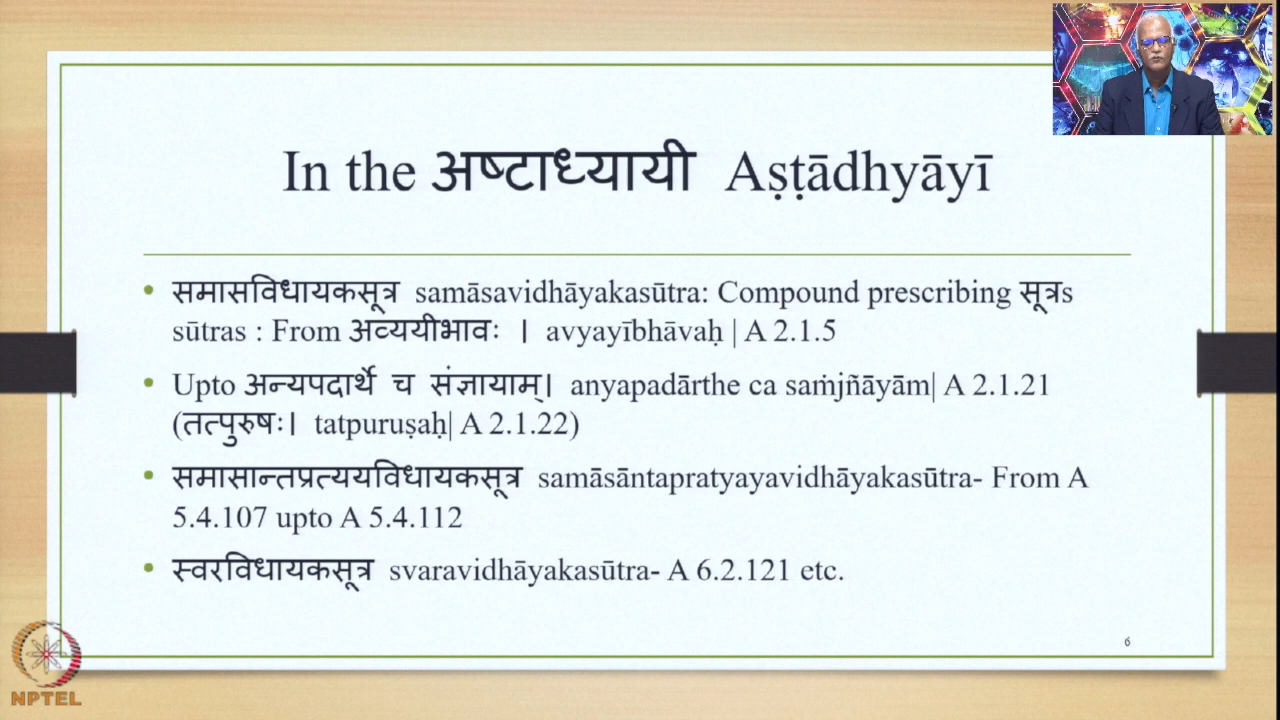 In the अष्टाध्यायी Aṣṭādhyāyī
• समासविधायकसूत्र samāsavidhāyakasūtra: Compound prescribing सूत्रs
sūtras : From अव्ययीभावः । avyayībhāvaḥ | A 2.1.5
• Upto अन्यपदार्थे च संज्ञायाम्। anyapadārthe ca saṁjñāyām| A 2.1.21
(तत्पुरुषः। tatpuruṣaḥ| A 2.1.22)
• समासान्तप्रत्ययविधायकसूत्र samāsāntapratyayavidhāyakasūtra- From A
5.4.107 upto A 5.4.112
• स्वरविधायकसूत्र svaravidhāyakasūtra- A 6.2.121 etc.
6
NPTEL